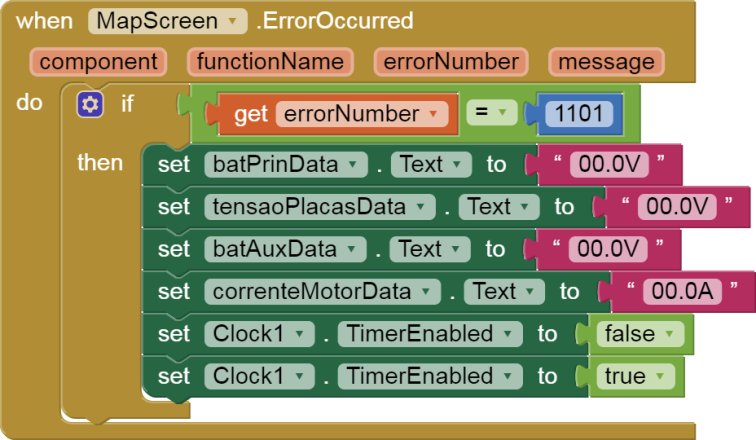 when MapScreen .ErrorOccurred
component functionName errorNumber message
do if get errorNumber = 1101
then set batPrinData . Text to “ 00.0V ”
set tensaoPlacasData . Text to “ 00.0V ”
set batAuxData . Text to “ 00.0V ”
set correnteMotorData . Text to “ 00.0A ”
set Clock1 . TimerEnabled to false
set Clock1 . TimerEnabled to true